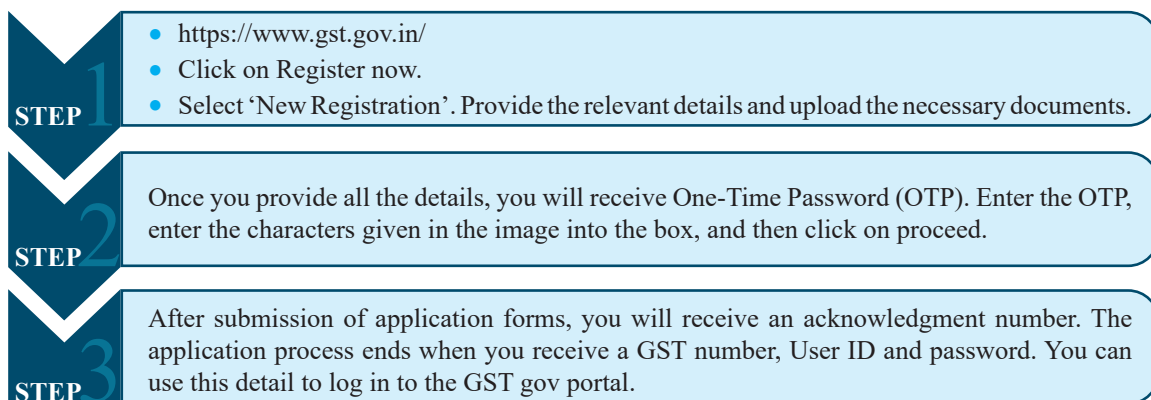 STEP 1
• https://www.gst.gov.in/
• Click on Register now.
• Select ‘New Registration’. Provide the relevant details and upload the necessary documents.
STEP 2
Once you provide all the details, you will receive One-Time Password (OTP). Enter the OTP,
enter the characters given in the image into the box, and then click on proceed.
STEP 3
After submission of application forms, you will receive an acknowledgment number. The
application process ends when you receive a GST number, User ID and password. You can
use this detail to log in to the GST gov portal.